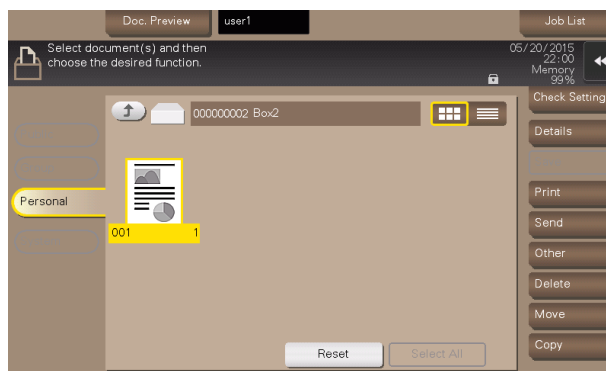 Doc. Preview
user1
Job List
Select document(s) and then
choose the desired function.
05/20/2015
22:00
Memory
99%
Check Setting
000000002 Box2
Details
Personal
001 1
Print
Send
Other
Delete
Move
Copy
Reset
Select All